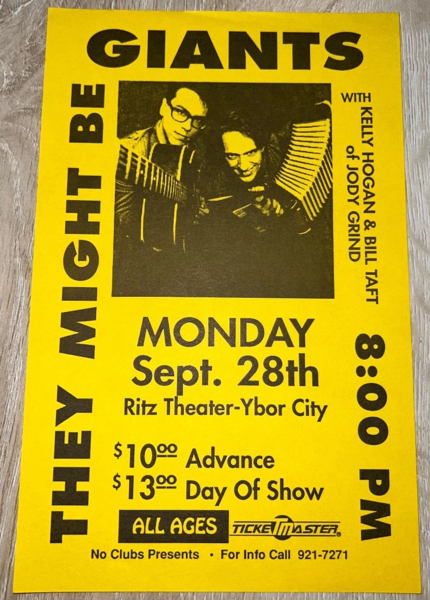 THEY MIGHT BE
GIANTS
WITH KELLY HOGAN & BILL TAFT
of JODY GRIND
MONDAY
Sept. 28th
Ritz Theater-Ybor City
8:00 PM
$1000 Advance
$1300 Day Of Show
ALL AGES TICKETMASTER®
No Clubs Presents • For Info Call 921-7271